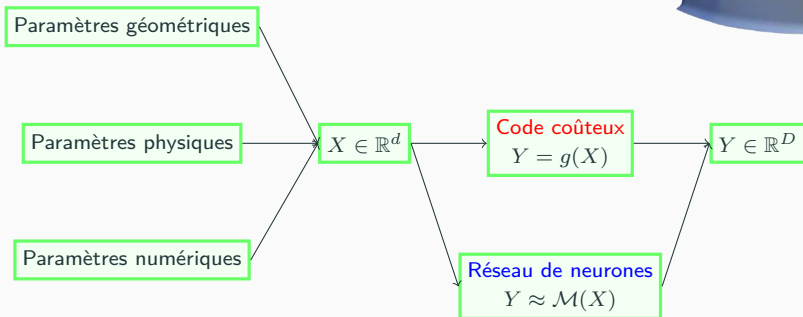 Paramètres géométriques
Paramètres physiques
Paramètres numériques
X ∈ ℝ^d
Code coûteux
Y = g(X)
Réseau de neurones
Y ≈ ℳ(X)
Y ∈ ℝ^D